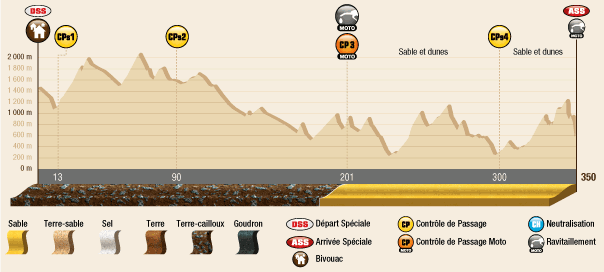 DSS
ASS
CPs1
CPs2
MOTO
CP 3
MOTO
CPs4
MOTO
Sable et dunes
Sable et dunes
2 000 m
1 800 m
1 600 m
1 400 m
1 200 m
1 000 m
800 m
600 m
400 m
200 m
0 m
13
90
201
300
350
Sable
Terre-sable
Sel
Terre
Terre-cailloux
Goudron
DSS Départ Spéciale
ASS Arrivée Spéciale
Bivouac
CP Contrôle de Passage
CP MOTO Contrôle de Passage Moto
Neutralisation
MOTO Ravitaillement